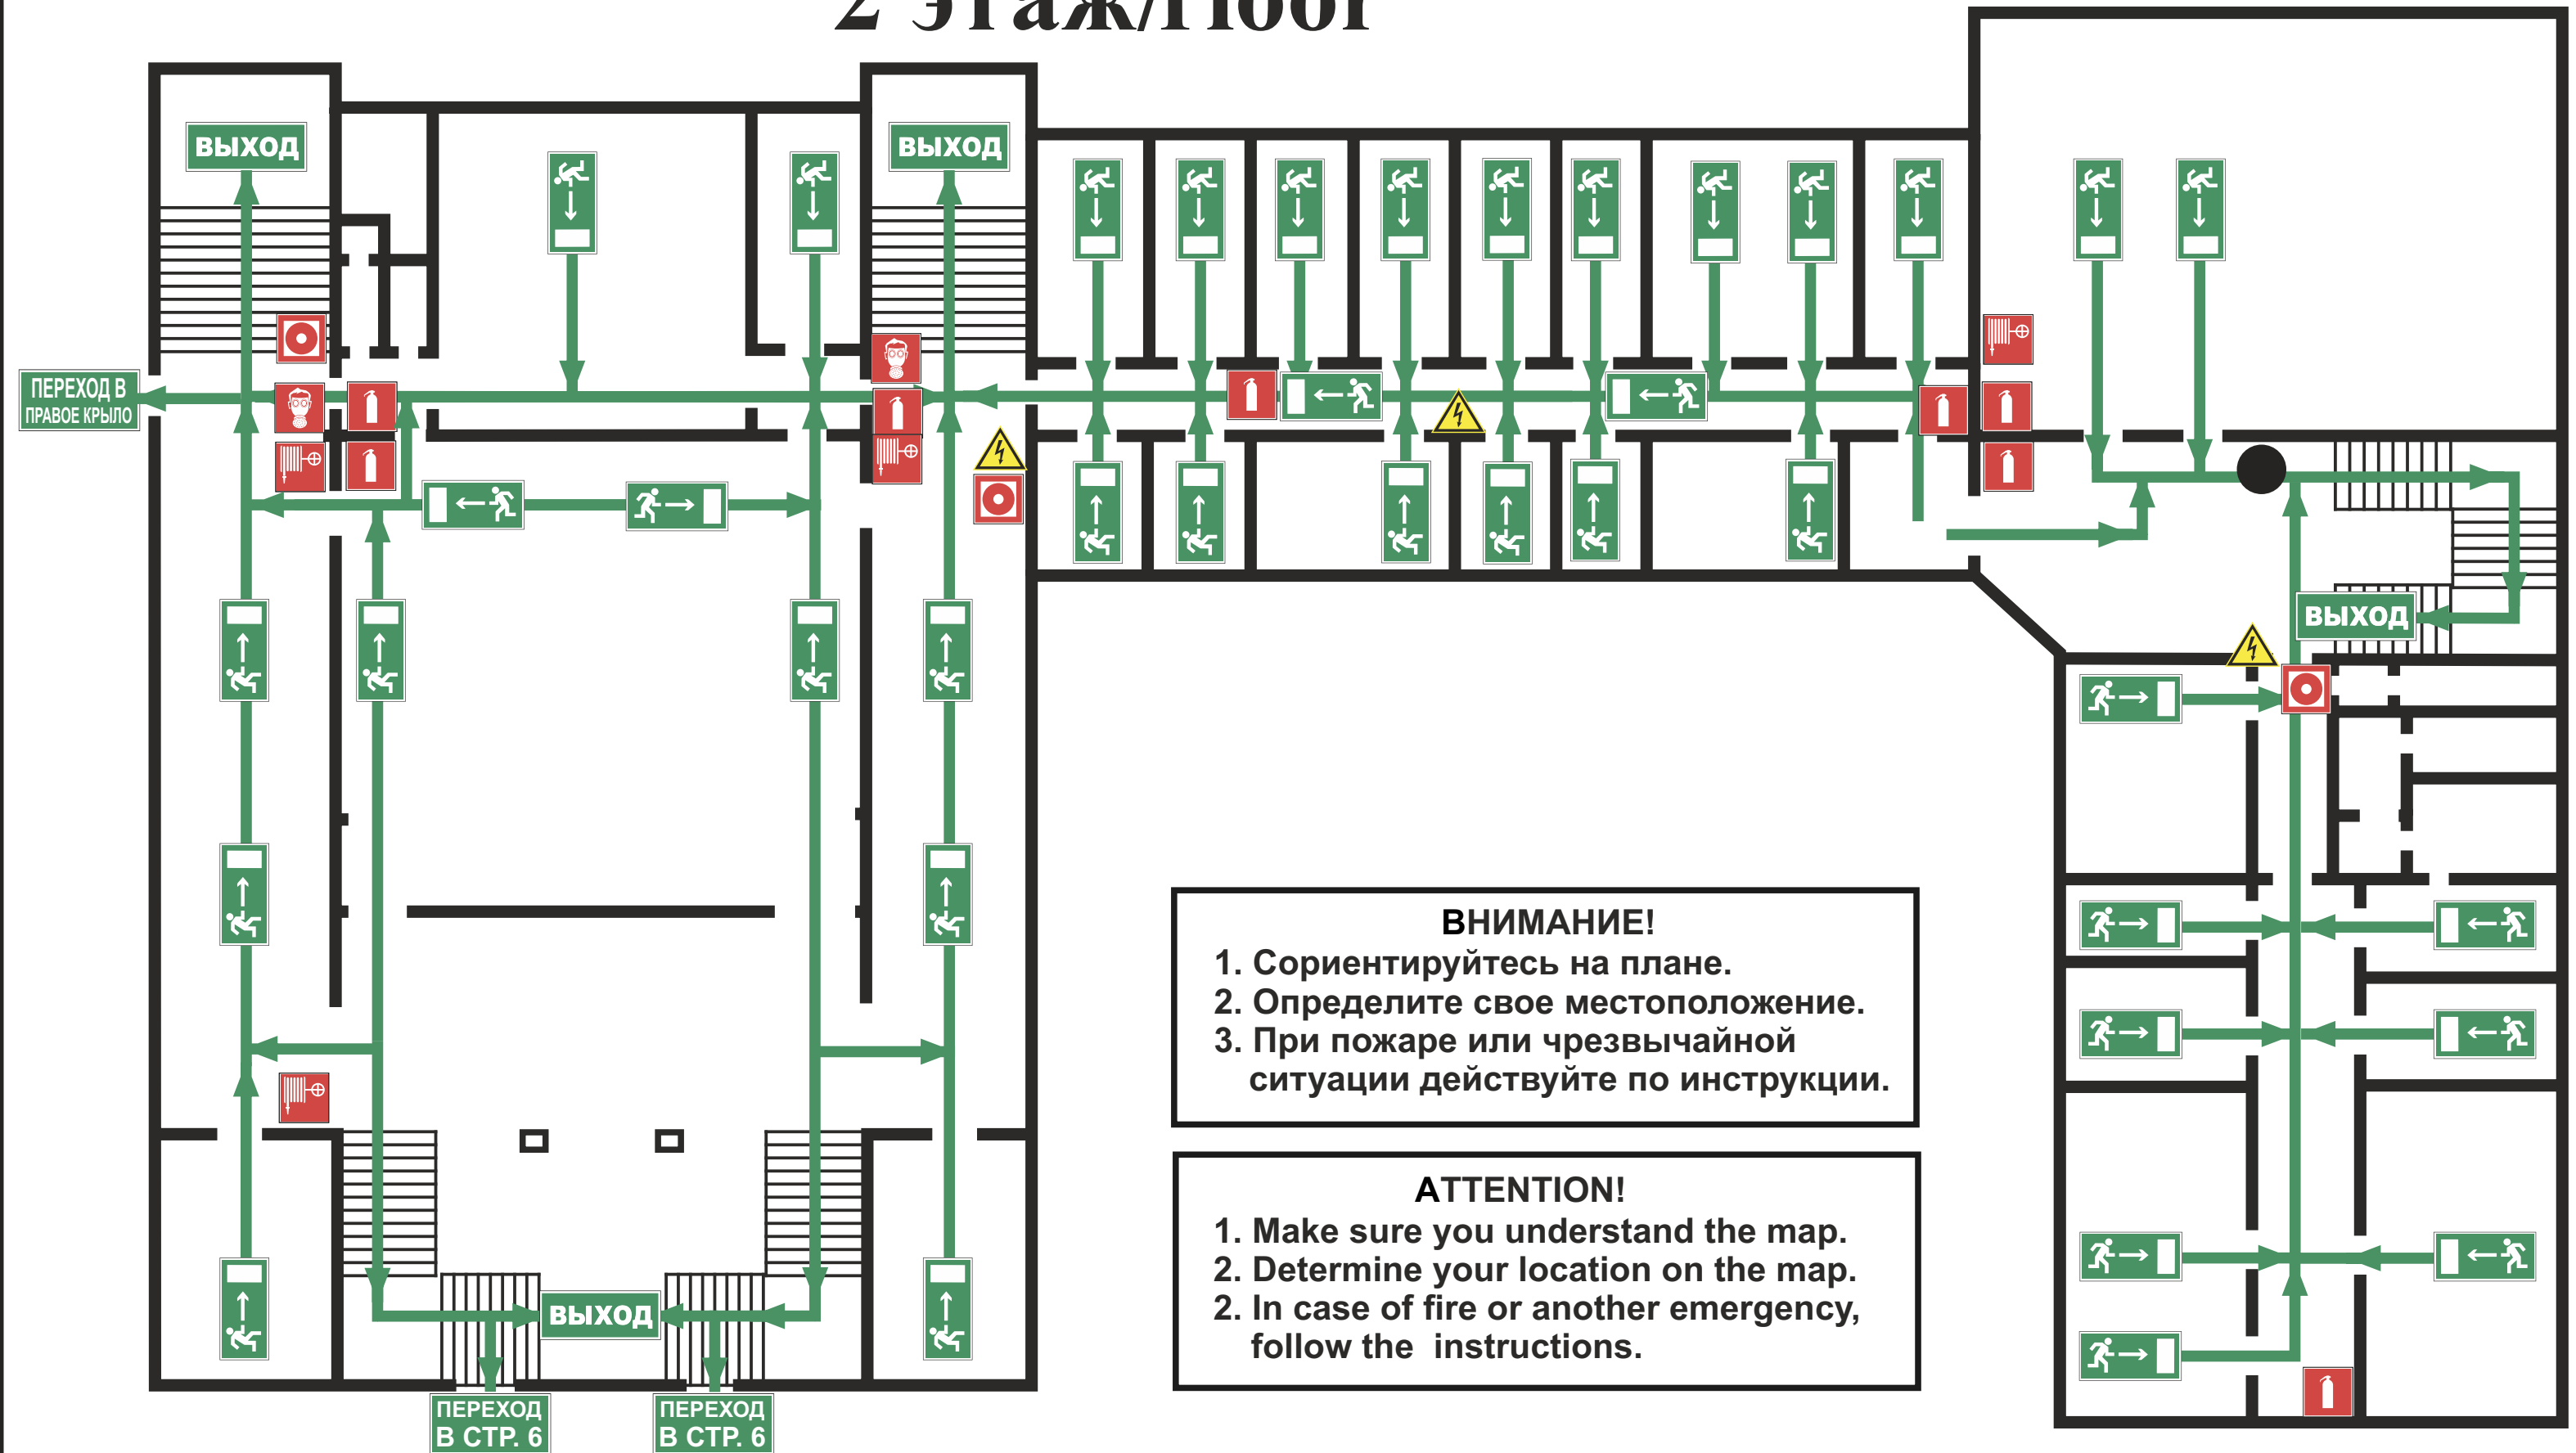 2 этаж/Floor
ВЫХОД
ВЫХОД
ПЕРЕХОД В
ПРАВОЕ КРЫЛО
ВЫХОД
ВНИМАНИЕ!
1. Сориентируйтесь на плане.
2. Определите свое местоположение.
3. При пожаре или чрезвычайной
ситуации действуйте по инструкции.
ATTENTION!
1. Make sure you understand the map.
2. Determine your location on the map.
2. In case of fire or another emergency,
follow the instructions.
ВЫХОД
ПЕРЕХОД
В СТР. 6
ПЕРЕХОД
В СТР. 6